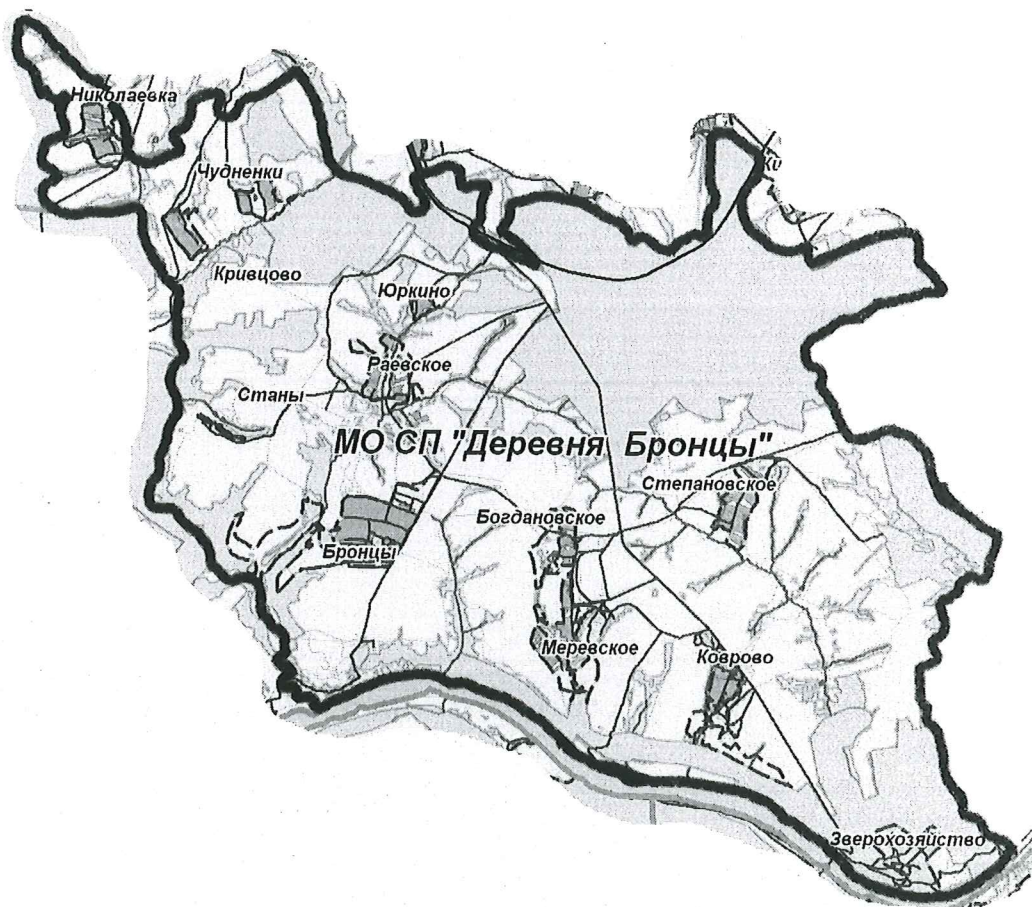 Николаевка
Чудненки
Кривцово
Юркино
Раевское
Станы
МО СП "Деревня Бронцы"
Степановское
Богдановское
Бронцы
Меревское
Коврово
Зверохозяйство